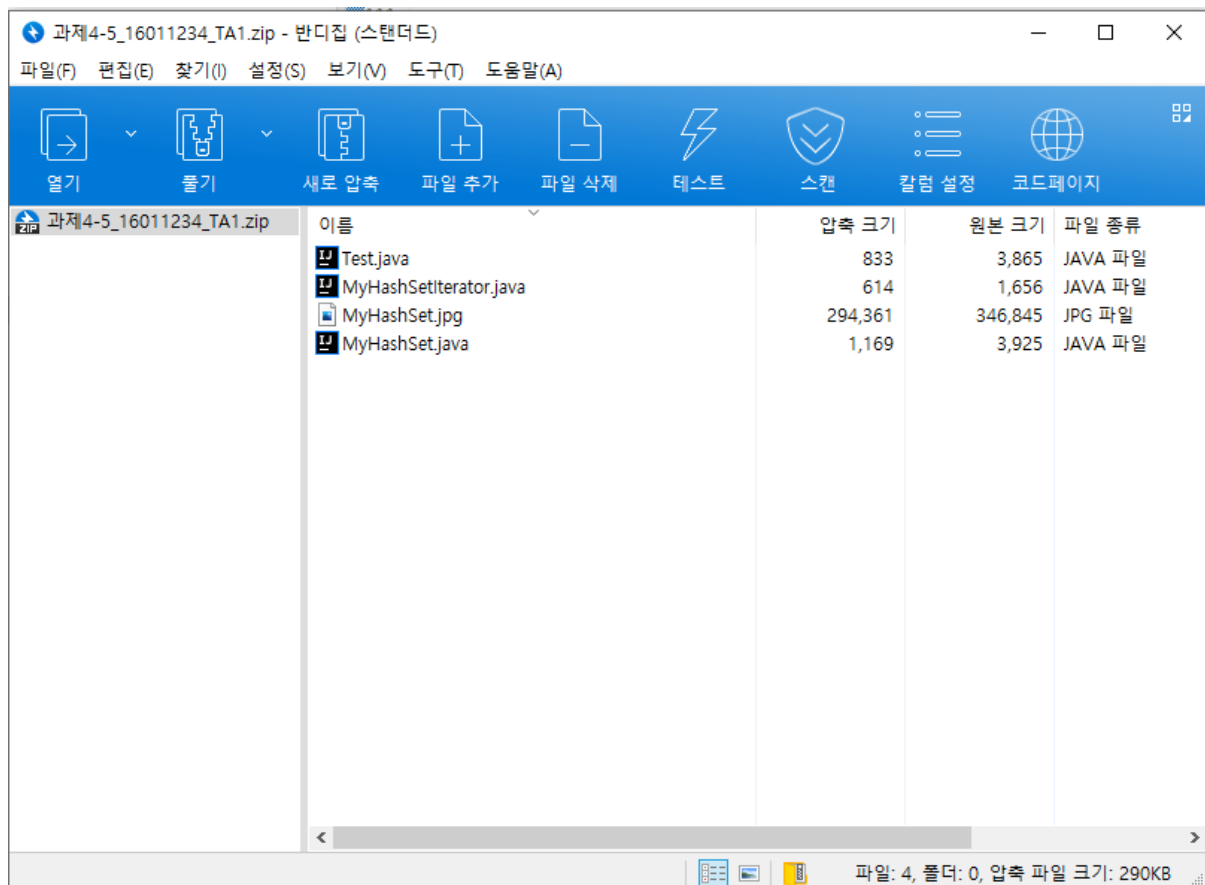 과제4-5_16011234_TA1.zip - 반디집 (스탠더드)
파일(F) 편집(E) 찾기(I) 설정(S) 보기(V) 도구(T) 도움말(A)
열기 풀기 새로 압축 파일 추가 파일 삭제 테스트 스캔 칼럼 설정 코드페이지
ZIP 과제4-5_16011234_TA1.zip
이름 압축 크기 원본 크기 파일 종류
IJ Test.java 833 3,865 JAVA 파일
IJ MyHashSetIterator.java 614 1,656 JAVA 파일
MyHashSet.jpg 294,361 346,845 JPG 파일
IJ MyHashSet.java 1,169 3,925 JAVA 파일
파일: 4, 폴더: 0, 압축 파일 크기: 290KB